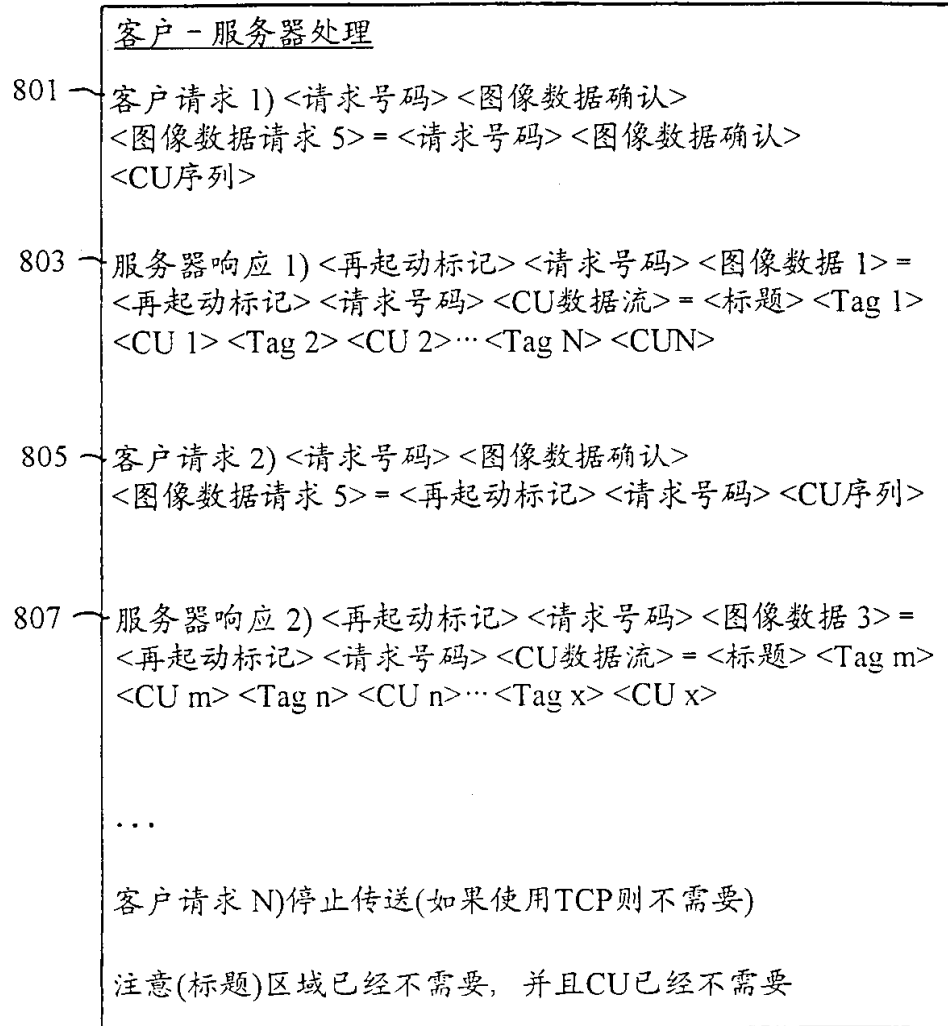 客户-服务器处理
801
客户请求 1) <请求号码> <图像数据确认>
<图像数据请求 5> = <请求号码> <图像数据确认>
<CU序列>
803
服务器响应 1) <再起动标记> <请求号码> <图像数据 1> =
<再起动标记> <请求号码> <CU数据流> = <标题> <Tag 1>
<CU 1> <Tag 2> <CU 2>…<Tag N> <CUN>
805
客户请求 2) <请求号码> <图像数据确认>
<图像数据请求 5> = <再起动标记> <请求号码> <CU序列>
807
服务器响应 2) <再起动标记> <请求号码> <图像数据 3> =
<再起动标记> <请求号码> <CU数据流> = <标题> <Tag m>
<CU m> <Tag n> <CU n>…<Tag x> <CU x>
...
客户请求 N)停止传送(如果使用TCP则不需要)
注意(标题)区域已经不需要, 并且CU已经不需要